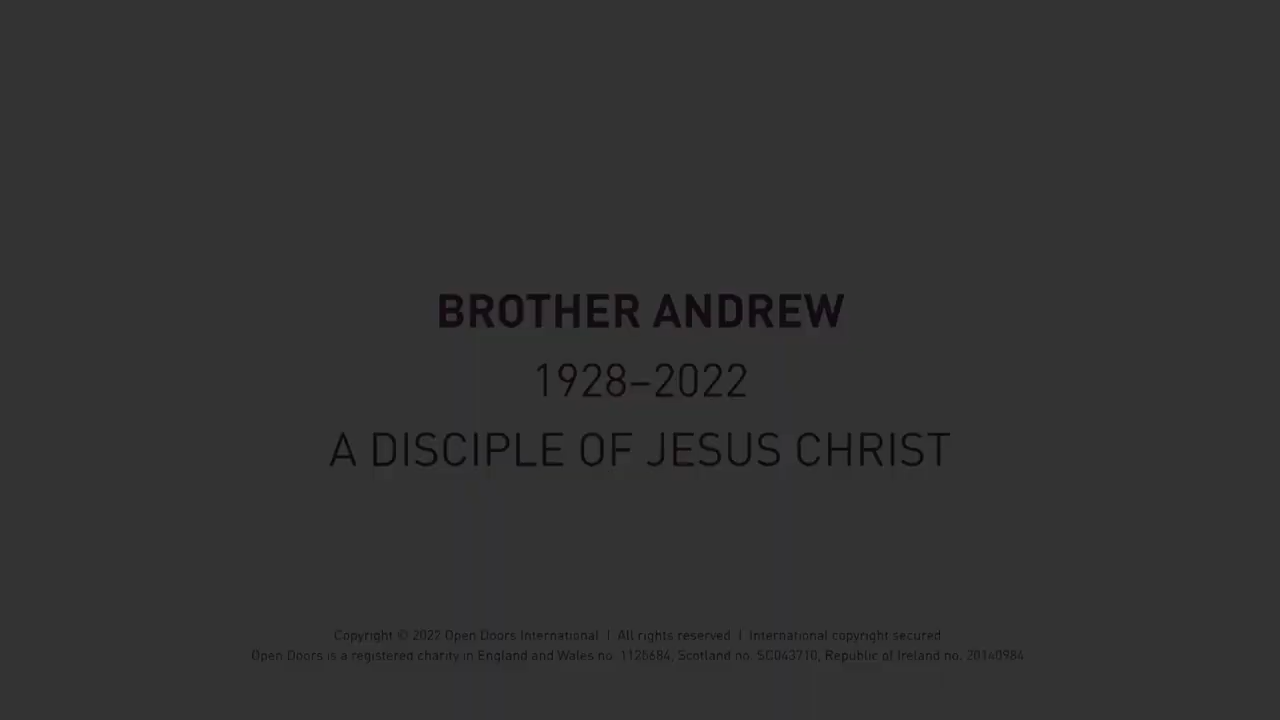 BROTHER ANDREW
1928–2022
A DISCIPLE OF JESUS CHRIST
Copyright © 2022 Open Doors International | All rights reserved | International copyright secured
Open Doors is a registered charity in England and Wales no. 1125684, Scotland no. SC043710, Republic of Ireland no. 20140984